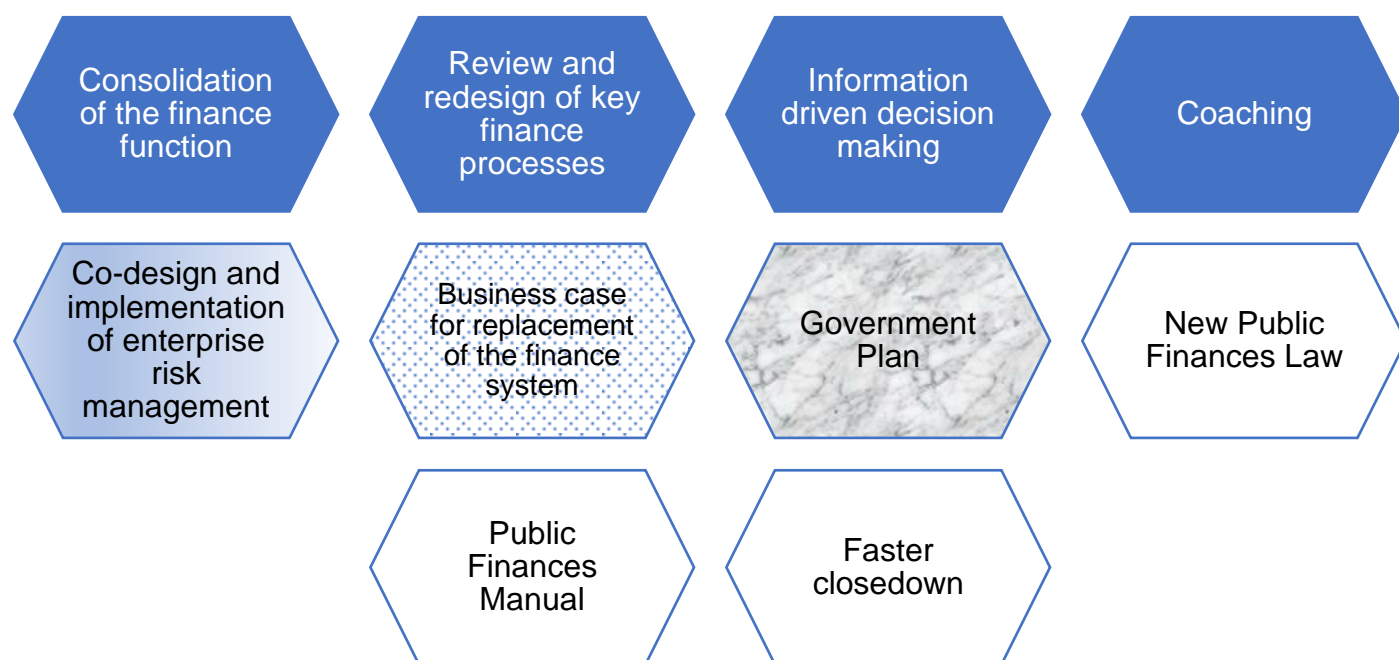 Consolidation
of the finance
function
Review and
redesign of key
finance
processes
Information
driven decision
making
Coaching
Co-design and
implementation
of enterprise
risk
management
Business case
for replacement
of the finance
system
Government
Plan
New Public
Finances Law
Public
Finances
Manual
Faster
closedown